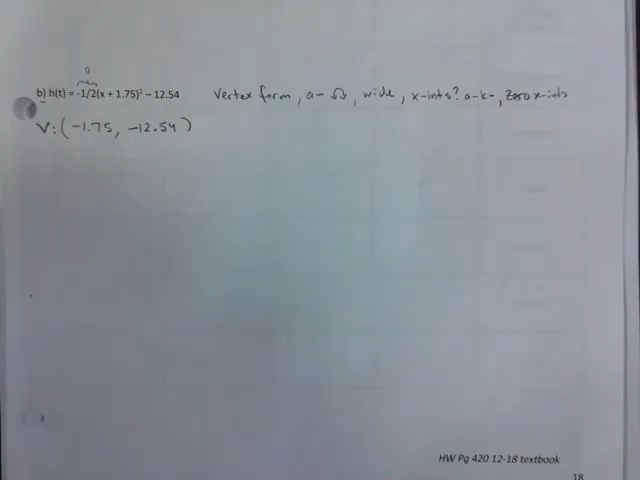 a
b) h(t) = -1/2(x + 1.75)² – 12.54 Vertex form, a – , wide, x-ints? a- k-, zero x-ints
V: (-1.75, -12.54)
HW Pg 420 12-18 textbook
18